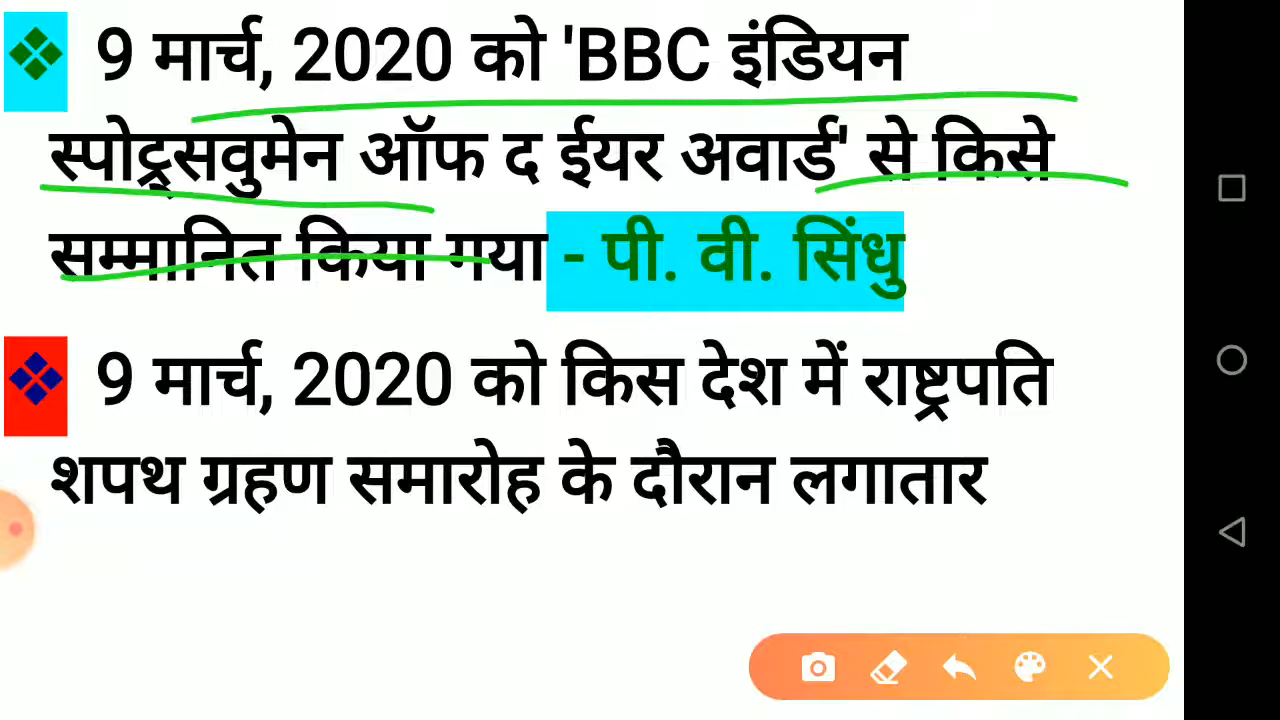 ❖ 9 मार्च, 2020 को 'BBC इंडियन
स्पोट्र्सवुमेन ऑफ द ईयर अवार्ड' से किसे
सम्मानित किया गया - पी. वी. सिंधु
❖ 9 मार्च, 2020 को किस देश में राष्ट्रपति
शपथ ग्रहण समारोह के दौरान लगातार